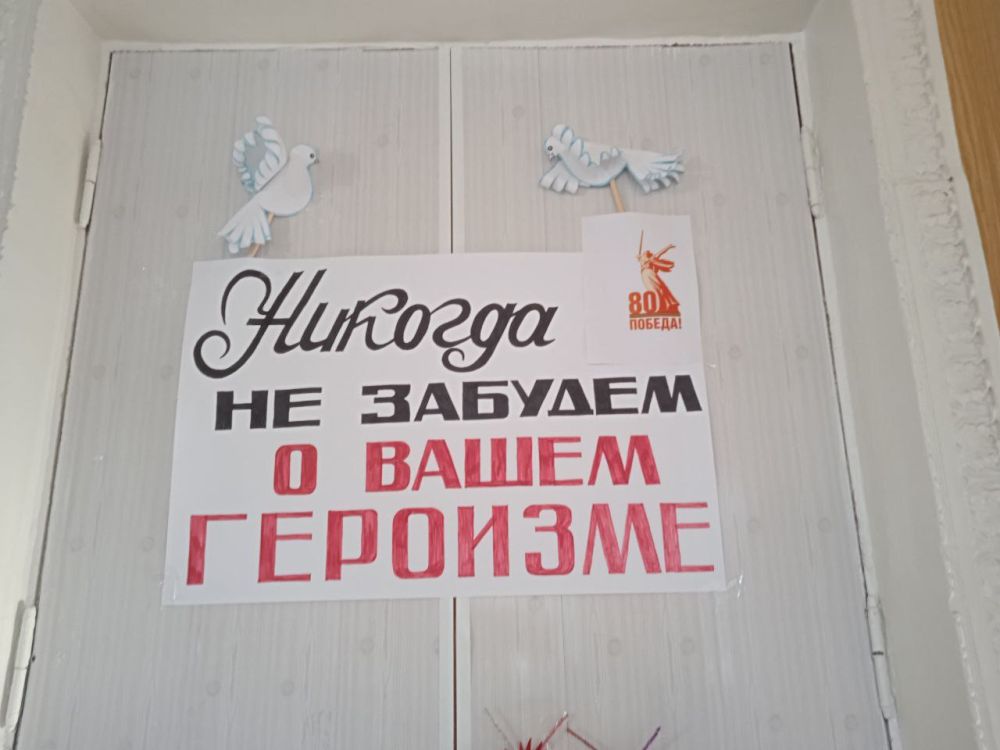 Никогда
НЕ ЗАБУДЕМ
О ВАШЕМ
ГЕРОИЗМЕ
80
ПОБЕДА!